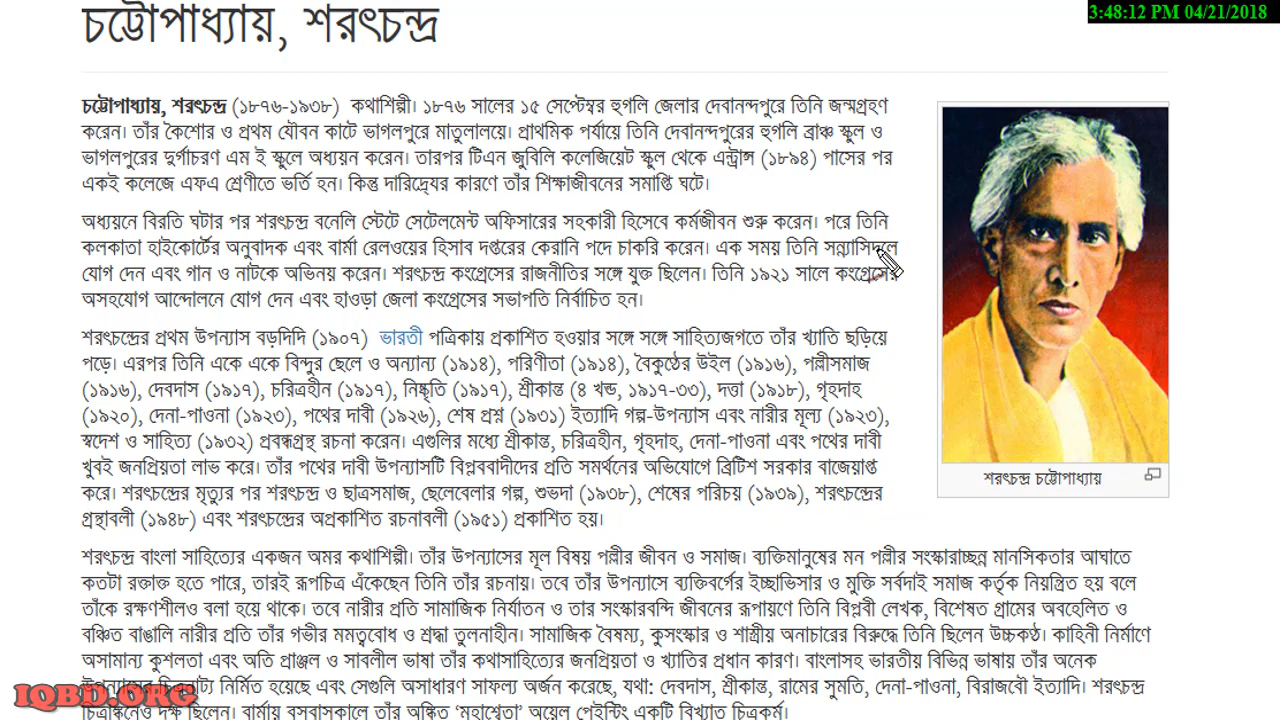 3:48:12 PM 04/21/2018
চট্টোপাধ্যায়, শরৎচন্দ্র
চট্টোপাধ্যায়, শরৎচন্দ্র (১৮৭৬-১৯৩৮) কথাশিল্পী। ১৮৭৬ সালের ১৫ সেপ্টেম্বর হুগলি জেলার দেবানন্দপুরে তিনি জন্মগ্রহণ
করেন। তাঁর কৈশোর ও প্রথম যৌবন কাটে ভাগলপুরে মাতুলালয়ে। প্রাথমিক পর্যায়ে তিনি দেবানন্দপুরের হুগলি ব্রাঞ্চ স্কুল ও
ভাগলপুরের দুর্গাচরণ এম ই স্কুলে অধ্যয়ন করেন। তারপর টিএন জুবিলি কলেজিয়েট স্কুল থেকে এন্ট্রান্স (১৮৯৪) পাসের পর
একই কলেজে এফএ শ্রেণীতে ভর্তি হন। কিন্তু দারিদ্র্যের কারণে তাঁর শিক্ষাজীবনের সমাপ্তি ঘটে।
অধ্যয়নে বিরতি ঘটার পর শরৎচন্দ্র বনেলি স্টেটে সেটেলমেন্ট অফিসারের সহকারী হিসেবে কর্মজীবন শুরু করেন। পরে তিনি
কলকাতা হাইকোর্টের অনুবাদক এবং বার্মা রেলওয়ের হিসাব দপ্তরের কেরানি পদে চাকরি করেন। এক সময় তিনি সন্ন্যাসিদলে
যোগ দেন এবং গান ও নাটকে অভিনয় করেন। শরৎচন্দ্র কংগ্রেসের রাজনীতির সঙ্গে যুক্ত ছিলেন। তিনি ১৯২১ সালে কংগ্রেসের
অসহযোগ আন্দোলনে যোগ দেন এবং হাওড়া জেলা কংগ্রেসের সভাপতি নির্বাচিত হন।
শরৎচন্দ্রের প্রথম উপন্যাস বড়দিদি (১৯০৭) ভারতী পত্রিকায় প্রকাশিত হওয়ার সঙ্গে সঙ্গে সাহিত্যজগতে তাঁর খ্যাতি ছড়িয়ে
পড়ে। এরপর তিনি একে একে বিন্দুর ছেলে ও অন্যান্য (১৯১৪), পরিণীতা (১৯১৪), বৈকুণ্ঠের উইল (১৯১৬), পল্লীসমাজ
(১৯১৬), দেবদাস (১৯১৭), চরিত্রহীন (১৯১৭), নিষ্কৃতি (১৯১৭), শ্রীকান্ত (৪ খন্ড, ১৯১৭-৩৩), দত্তা (১৯১৮), গৃহদাহ
(১৯২০), দেনা-পাওনা (১৯২৩), পথের দাবী (১৯২৬), শেষ প্রশ্ন (১৯৩১) ইত্যাদি গল্প-উপন্যাস এবং নারীর মূল্য (১৯২৩),
স্বদেশ ও সাহিত্য (১৯৩২) প্রবন্ধগ্রন্থ রচনা করেন। এগুলির মধ্যে শ্রীকান্ত, চরিত্রহীন, গৃহদাহ, দেনা-পাওনা এবং পথের দাবী
খুবই জনপ্রিয়তা লাভ করে। তাঁর পথের দাবী উপন্যাসটি বিপ্লববাদীদের প্রতি সমর্থনের অভিযোগে ব্রিটিশ সরকার বাজেয়াপ্ত
করে। শরৎচন্দ্রের মৃত্যুর পর শরৎচন্দ্র ও ছাত্রসমাজ, ছেলেবেলার গল্প, শুভদা (১৯৩৮), শেষের পরিচয় (১৯৩৯), শরৎচন্দ্রের
গ্রন্থাবলী (১৯৪৮) এবং শরৎচন্দ্রের অপ্রকাশিত রচনাবলী (১৯৫১) প্রকাশিত হয়।
শরৎচন্দ্র চট্টোপাধ্যায়
শরৎচন্দ্র বাংলা সাহিত্যের একজন অমর কথাশিল্পী। তাঁর উপন্যাসের মূল বিষয় পল্লীর জীবন ও সমাজ। ব্যক্তিমানুষের মন পল্লীর সংস্কারাচ্ছন্ন মানসিকতার আঘাতে
কতটা রক্তাক্ত হতে পারে, তারই রূপচিত্র এঁকেছেন তিনি তাঁর রচনায়। তবে তাঁর উপন্যাসে ব্যক্তিবর্গের ইচ্ছাভিসার ও মুক্তি সর্বদাই সমাজ কর্তৃক নিয়ন্ত্রিত হয় বলে
তাঁকে রক্ষণশীলও বলা হয়ে থাকে। তবে নারীর প্রতি সামাজিক নির্যাতন ও তার সংস্কারবন্দি জীবনের রূপায়ণে তিনি বিপ্লবী লেখক, বিশেষত গ্রামের অবহেলিত ও
বঞ্চিত বাঙালি নারীর প্রতি তাঁর গভীর মমত্ববোধ ও শ্রদ্ধা তুলনাহীন। সামাজিক বৈষম্য, কুসংস্কার ও শাস্ত্রীয় অনাচারের বিরুদ্ধে তিনি ছিলেন উচ্চকণ্ঠ। কাহিনী নির্মাণে
অসামান্য কুশলতা এবং অতি প্রাঞ্জল ও সাবলীল ভাষা তাঁর কথাসাহিত্যের জনপ্রিয়তা ও খ্যাতির প্রধান কারণ। বাংলাসহ ভারতীয় বিভিন্ন ভাষায় তাঁর অনেক
উপন্যাসের চিত্রনাট্য নির্মিত হয়েছে এবং সেগুলি অসাধারণ সাফল্য অর্জন করেছে, যথা: দেবদাস, শ্রীকান্ত, রামের সুমতি, দেনা-পাওনা, বিরাজবৌ ইত্যাদি। শরৎচন্দ্র
চিত্রাঙ্কনেও দক্ষ ছিলেন। বার্মায় বসবাসকালে তাঁর অঙ্কিত ‘মহাশ্বেতা’ অয়েল পেইন্টিং একটি বিখ্যাত চিত্রকর্ম।
IQBD.ORG